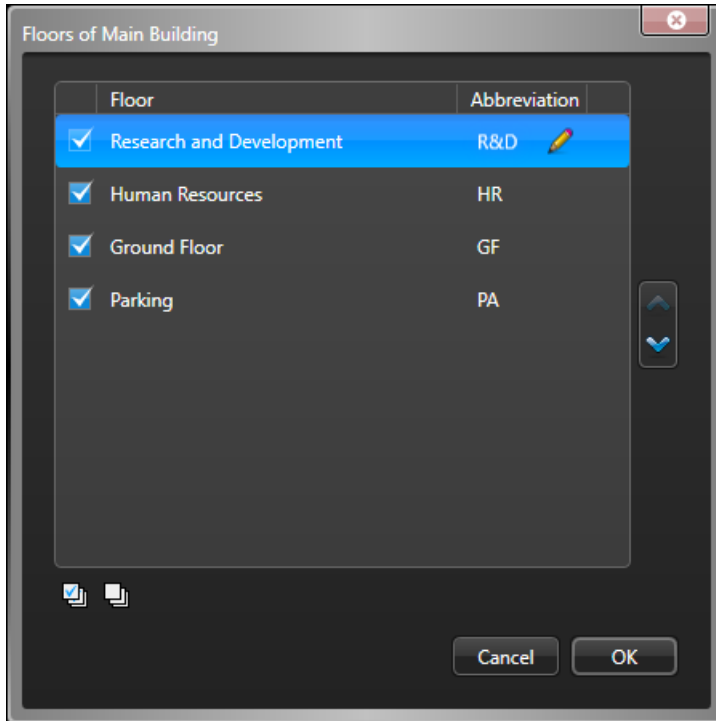 Floors of Main Building
Floor Abbreviation
Research and Development R&D
Human Resources HR
Ground Floor GF
Parking PA
Cancel OK